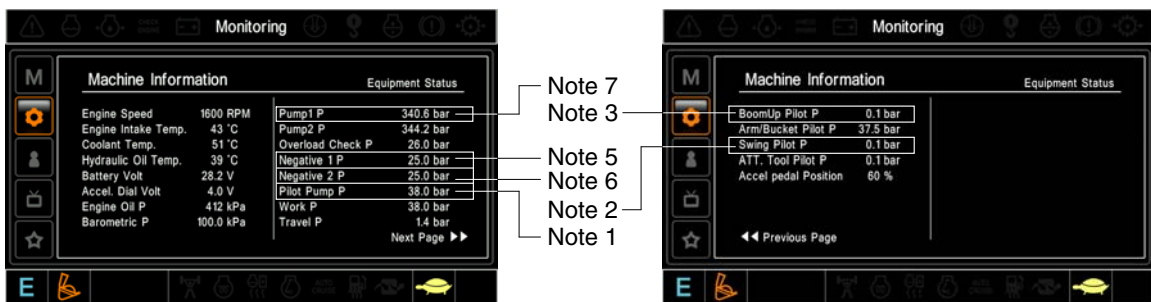 Monitoring
M
Machine Information
Equipment Status
Engine Speed 1600 RPM
Engine Intake Temp. 43 °C
Coolant Temp. 51 °C
Hydraulic Oil Temp. 39 °C
Battery Volt 28.2 V
Accel. Dial Volt 4.0 V
Engine Oil P 412 kPa
Barometric P 100.0 kPa
Pump1 P 340.6 bar
Pump2 P 344.2 bar
Overload Check P 26.0 bar
Negative 1 P 25.0 bar
Negative 2 P 25.0 bar
Pilot Pump P 38.0 bar
Work P 38.0 bar
Travel P 1.4 bar
Next Page
E
Note 7
Note 3
Note 5
Note 6
Note 2
Note 1
Monitoring
M
Machine Information
Equipment Status
BoomUp Pilot P 0.1 bar
Arm/Bucket Pilot P 37.5 bar
Swing Pilot P 0.1 bar
ATT. Tool Pilot P 0.1 bar
Accel pedal Position 60 %
Previous Page
E